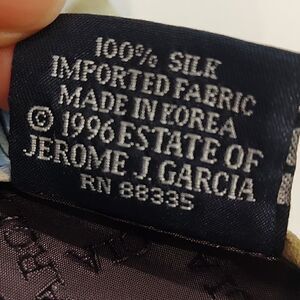 100% SILK
IMPORTED FABRIC
MADE IN KOREA
© 1996 ESTATE OF
JEROME J GARCIA
RN 88335